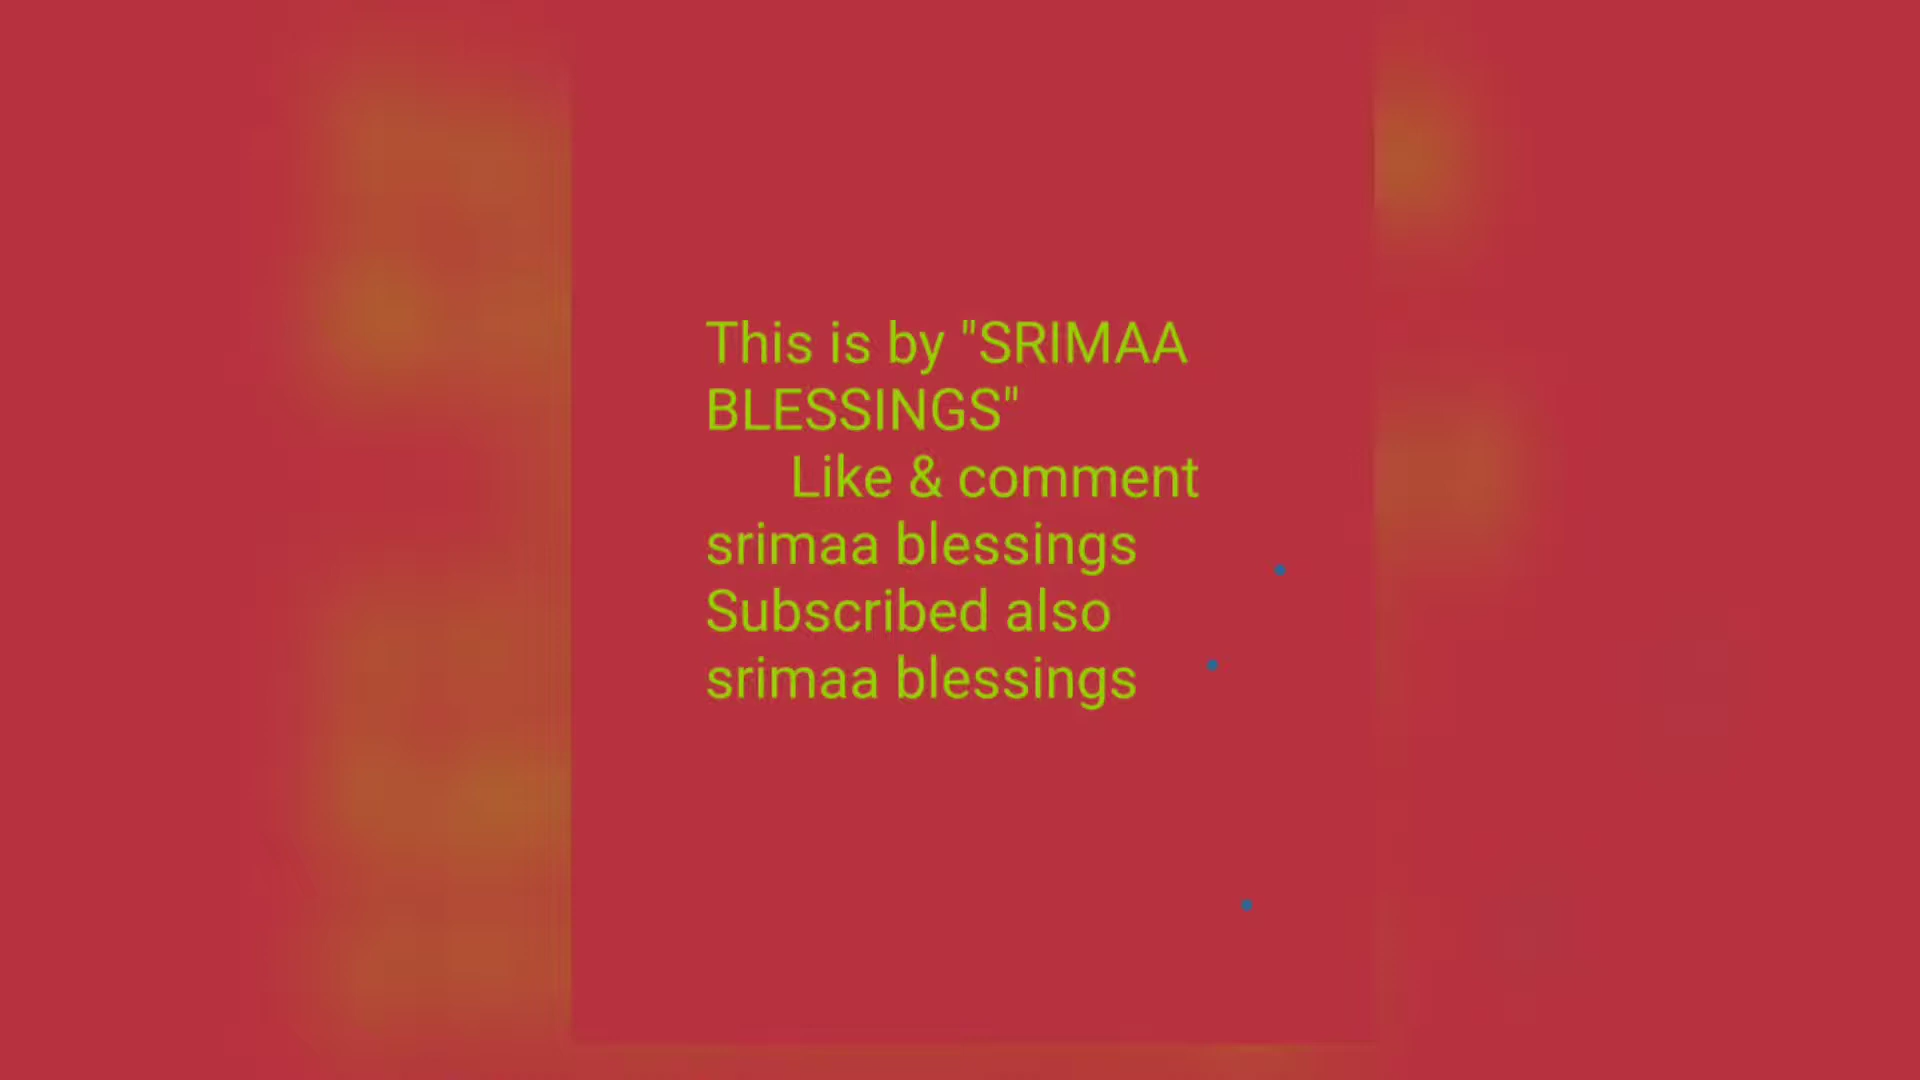 This is by "SRIMAA
BLESSINGS"
Like & comment
srimaa blessings
Subscribed also
srimaa blessings